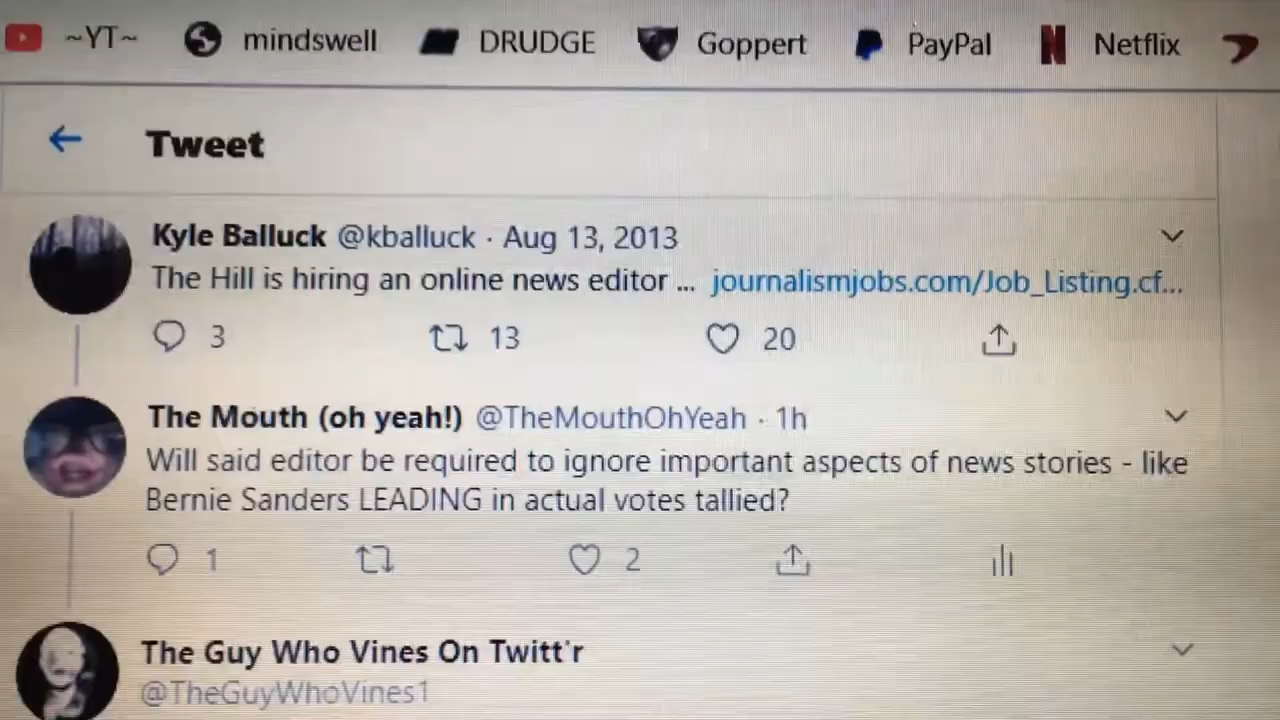 ~YT~ mindswell DRUDGE Goppert PayPal Netflix
Tweet
Kyle Balluck @kballuck · Aug 13, 2013
The Hill is hiring an online news editor ... journalismjobs.com/Job_Listing.cf...
3 13 20
The Mouth (oh yeah!) @TheMouthOhYeah · 1h
Will said editor be required to ignore important aspects of news stories - like
Bernie Sanders LEADING in actual votes tallied?
1 2
The Guy Who Vines On Twitt'r
@TheGuyWhoVines1